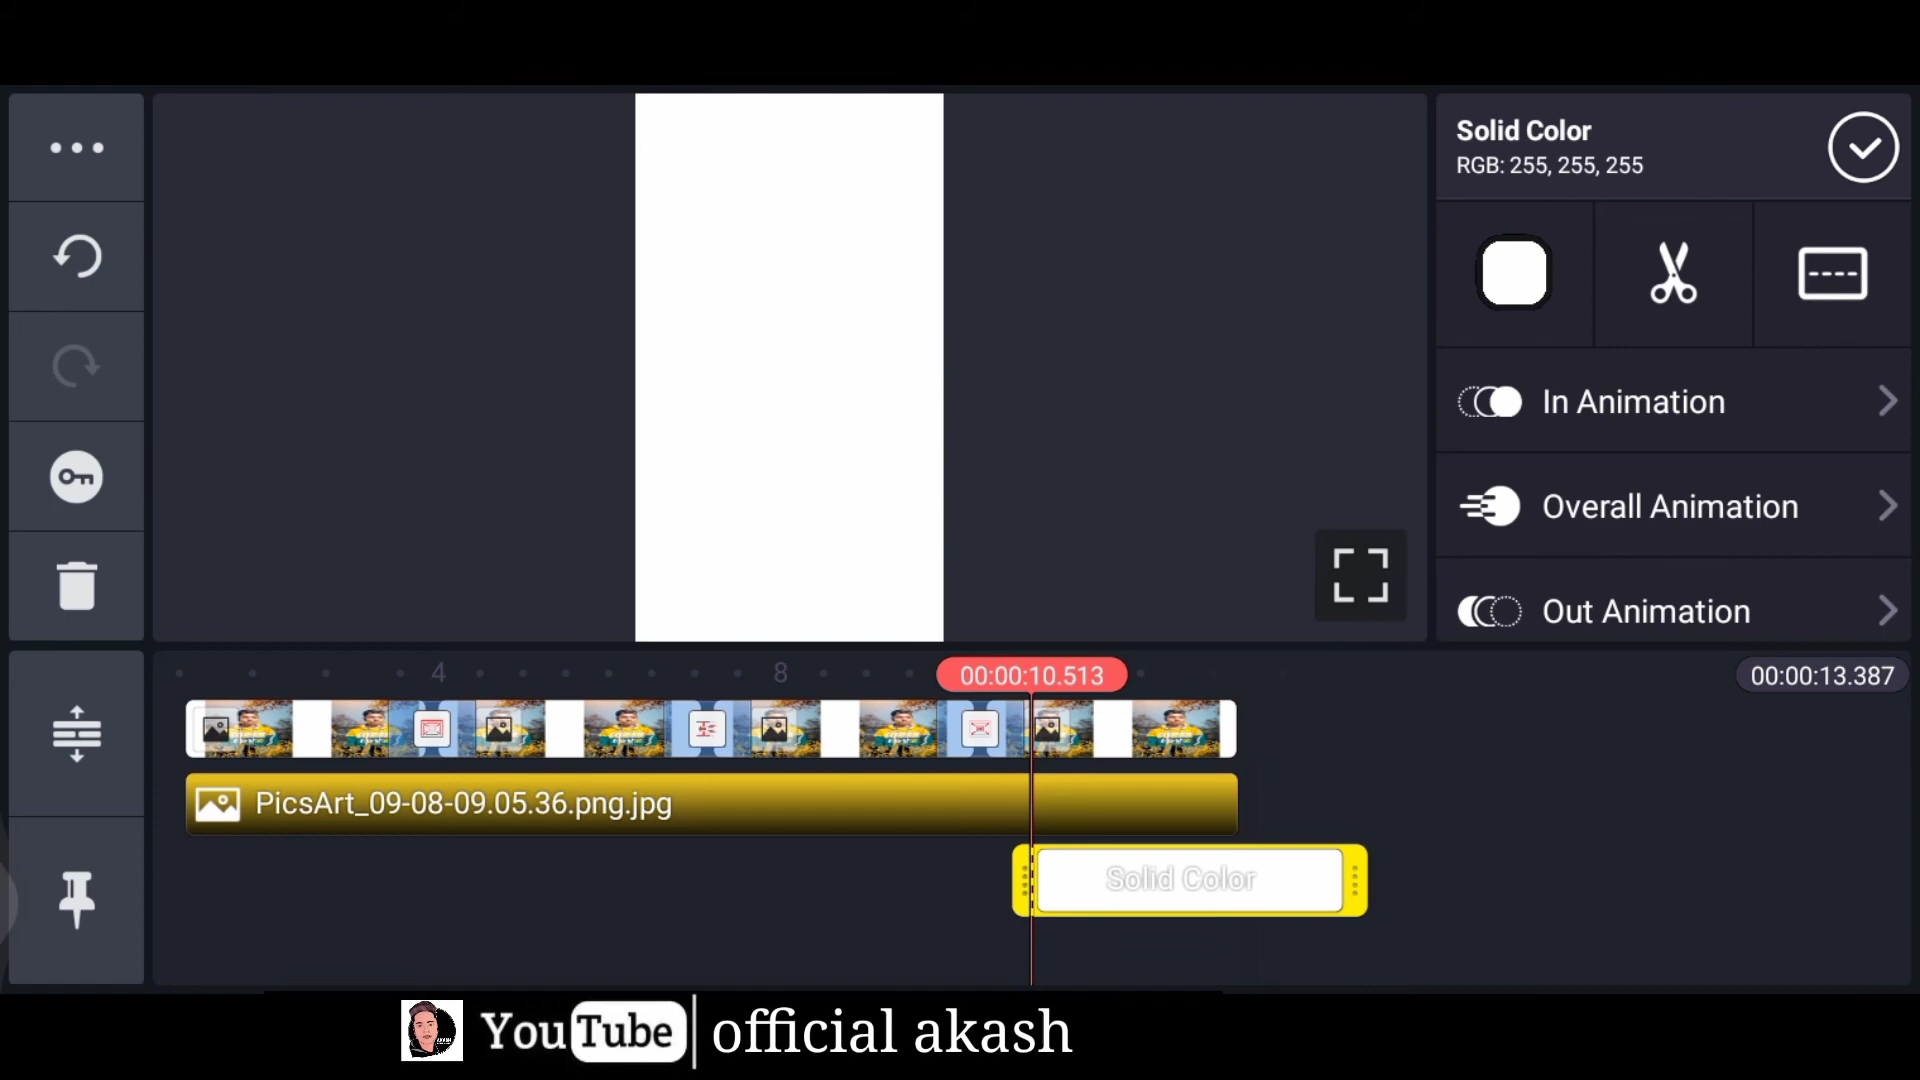 Solid Color
RGB: 255, 255, 255
In Animation
Overall Animation
Out Animation
4
8
00:00:10.513
00:00:13.387
PicsArt_09-08-09.05.36.png.jpg
Solid Color
YouTube official akash